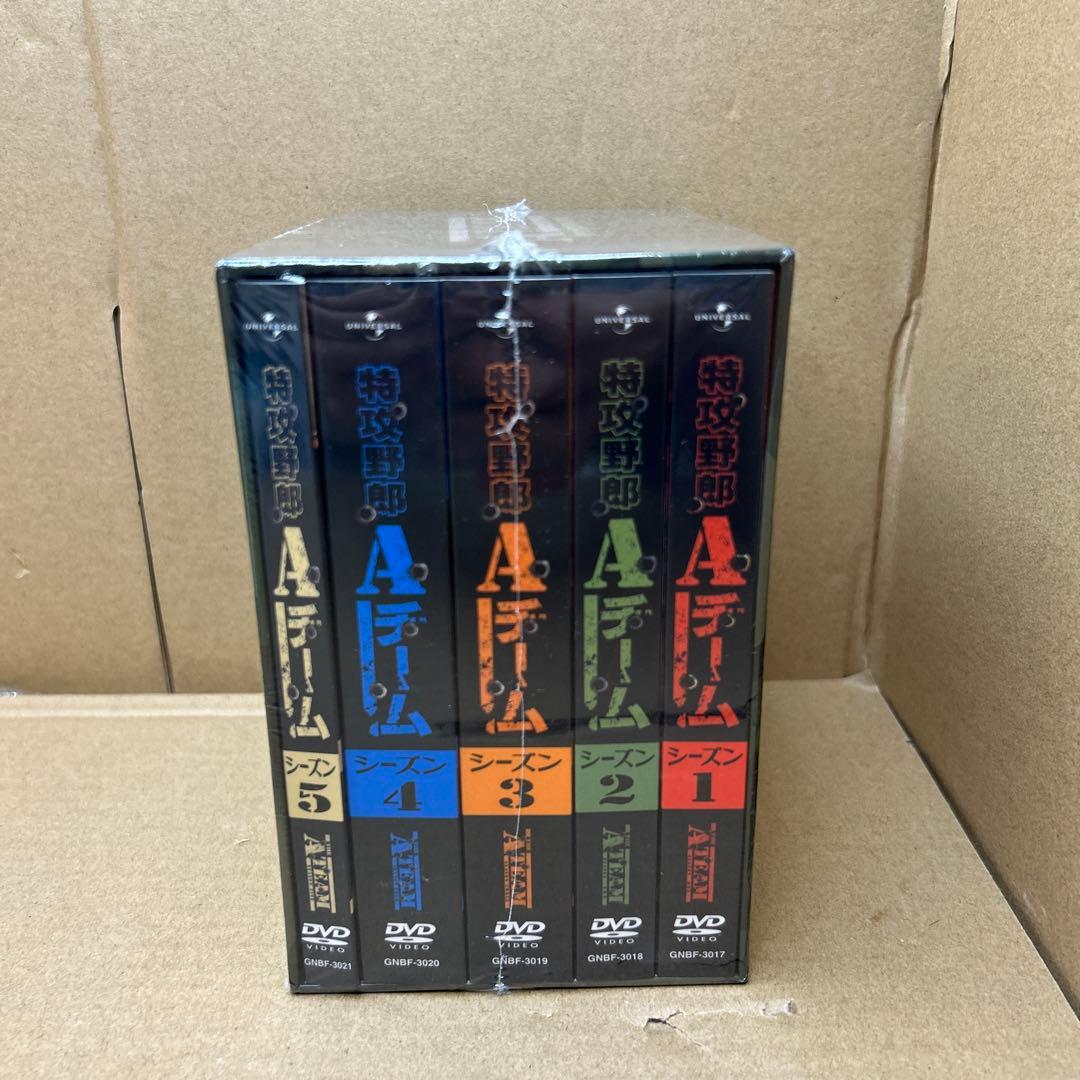 UNIVERSAL
特攻野郎
Aチーム
シーズン
5
THE
A-TEAM
DVD
VIDEO
GNBF-3021
UNIVERSAL
特攻野郎
Aチーム
シーズン
4
THE
A-TEAM
DVD
VIDEO
GNBF-3020
UNIVERSAL
特攻野郎
Aチーム
シーズン
3
THE
A-TEAM
DVD
VIDEO
GNBF-3019
UNIVERSAL
特攻野郎
Aチーム
シーズン
2
THE
A-TEAM
DVD
VIDEO
GNBF-3018
UNIVERSAL
特攻野郎
Aチーム
シーズン
1
THE
A-TEAM
DVD
VIDEO
GNBF-3017